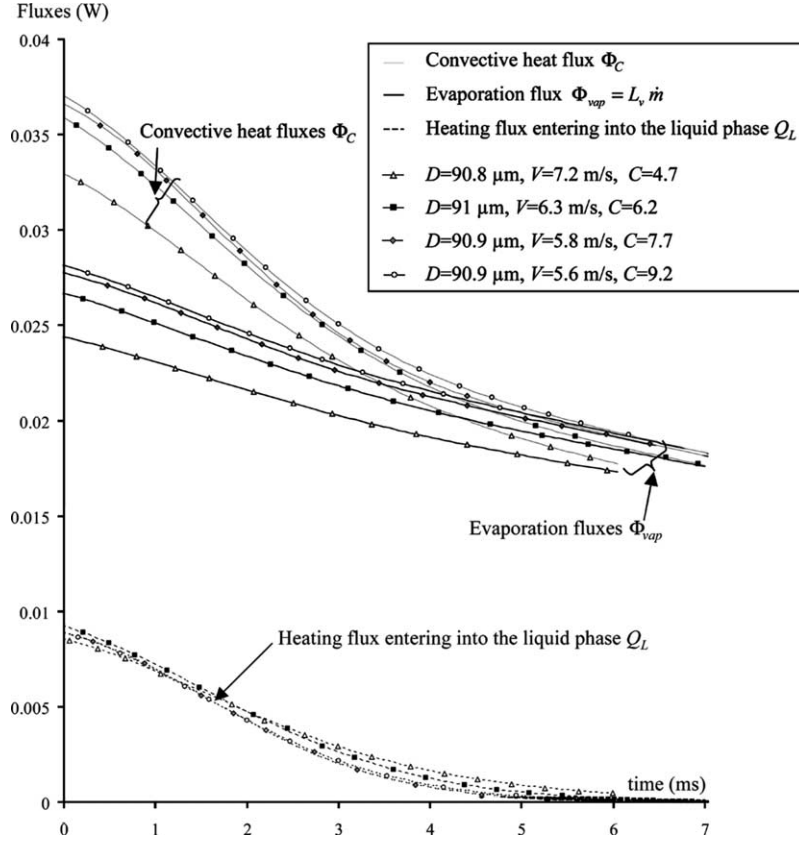 Fluxes (W)
0.04
0.035
0.03
0.025
0.02
0.015
0.01
0.005
0
Convective heat flux Φ_C
Evaporation flux Φ_vap = L_v ṁ
Heating flux entering into the liquid phase Q_L
D=90.8 µm, V=7.2 m/s, C=4.7
D=91 µm, V=6.3 m/s, C=6.2
D=90.9 µm, V=5.8 m/s, C=7.7
D=90.9 µm, V=5.6 m/s, C=9.2
Convective heat fluxes Φ_C
Evaporation fluxes Φ_vap
Heating flux entering into the liquid phase Q_L
time (ms)
0 1 2 3 4 5 6 7